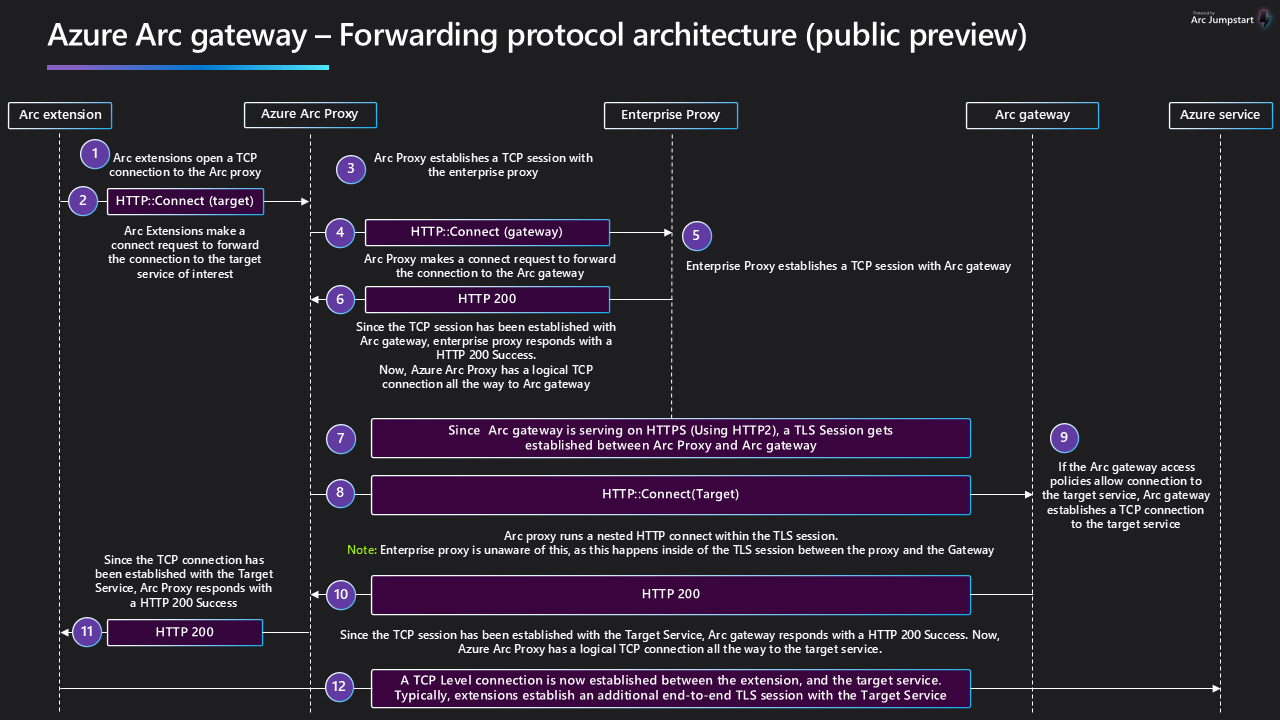 Powered by
Arc Jumpstart
Azure Arc gateway – Forwarding protocol architecture (public preview)
Arc extension
Azure Arc Proxy
Enterprise Proxy
Arc gateway
Azure service
1
Arc extensions open a TCP
connection to the Arc proxy
2
HTTP::Connect (target)
Arc Extensions make a
connect request to forward
the connection to the target
service of interest
3
Arc Proxy establishes a TCP session with
the enterprise proxy
4
HTTP::Connect (gateway)
Arc Proxy makes a connect request to forward
the connection to the Arc gateway
5
Enterprise Proxy establishes a TCP session with Arc gateway
6
HTTP 200
Since the TCP session has been established with
Arc gateway, enterprise proxy responds with a
HTTP 200 Success.
Now, Azure Arc Proxy has a logical TCP
connection all the way to Arc gateway
7
Since  Arc gateway is serving on HTTPS (Using HTTP2), a TLS Session gets
established between Arc Proxy and Arc gateway
8
HTTP::Connect(Target)
Arc proxy runs a nested HTTP connect within the TLS session.
Note: Enterprise proxy is unaware of this, as this happens inside of the TLS session between the proxy and the Gateway
9
If the Arc gateway access
policies allow connection to
the target service, Arc gateway
establishes a TCP connection
to the target service
10
HTTP 200
Since the TCP session has been established with the Target Service, Arc gateway responds with a HTTP 200 Success. Now,
Azure Arc Proxy has a logical TCP connection all the way to the target service.
Since the TCP connection has
been established with the Target
Service, Arc Proxy responds with
a HTTP 200 Success
11
HTTP 200
12
A TCP Level connection is now established between the extension, and the target service.
Typically, extensions establish an additional end-to-end TLS session with the Target Service